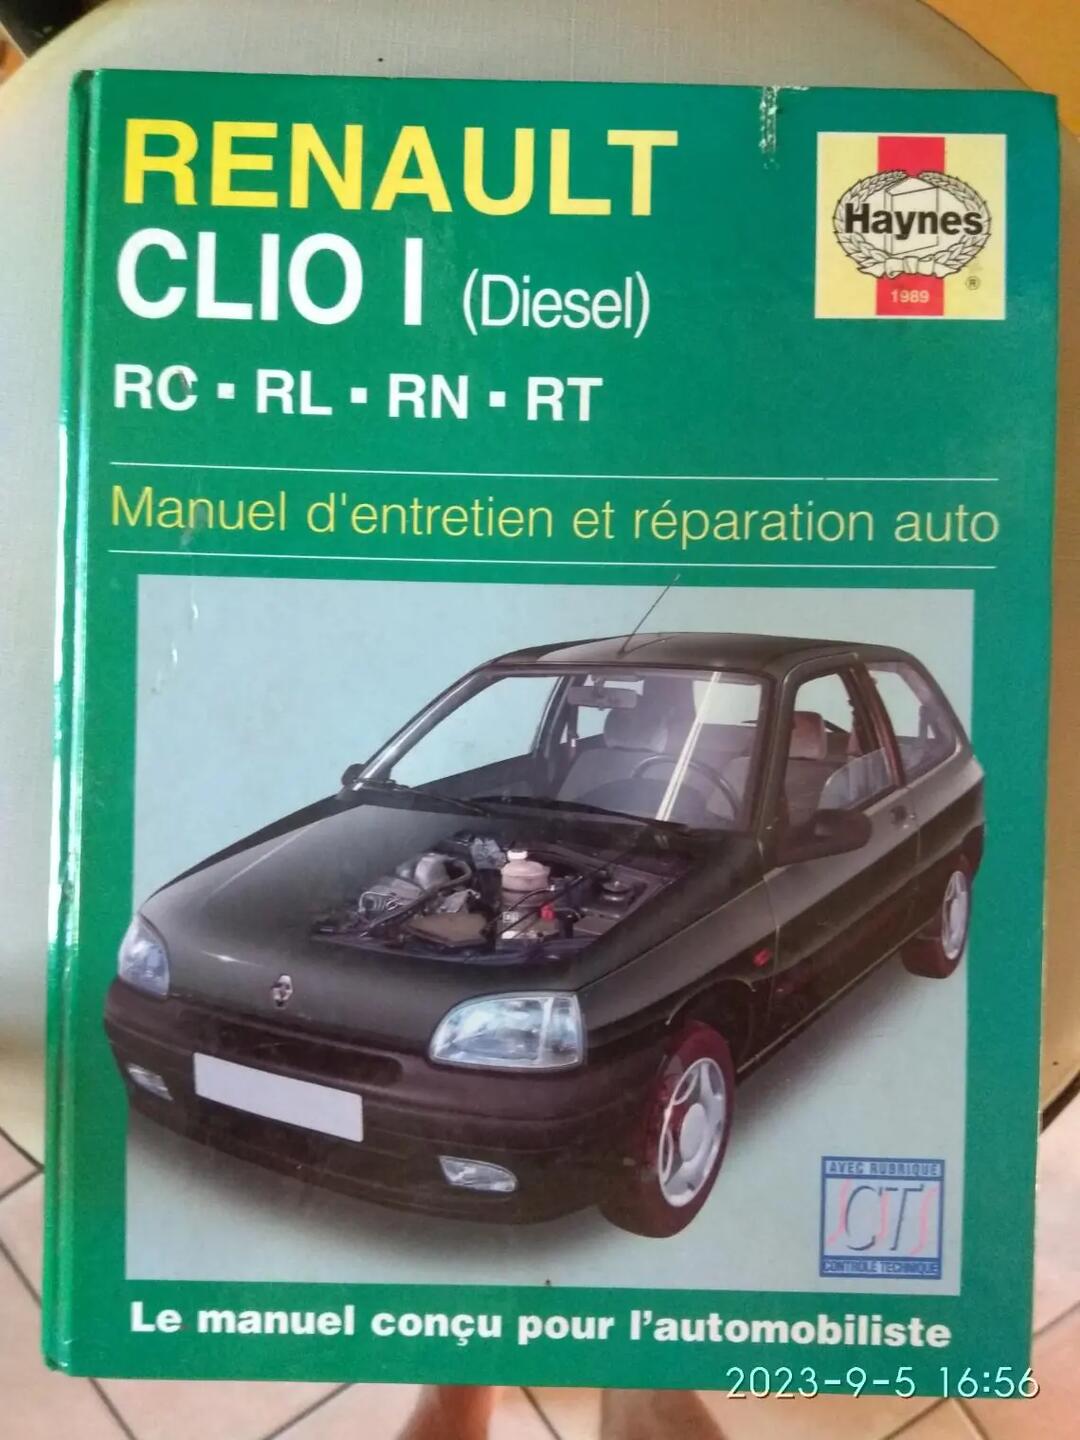 RENAULT
CLIO I (Diesel)
Haynes
®
1989
RC ▪ RL ▪ RN ▪ RT
Manuel d'entretien et réparation auto
AVEC RUBRIQUE
CT
CONTROLE TECHNIQUE
Le manuel conçu pour l'automobiliste
2023-9-5 16:56